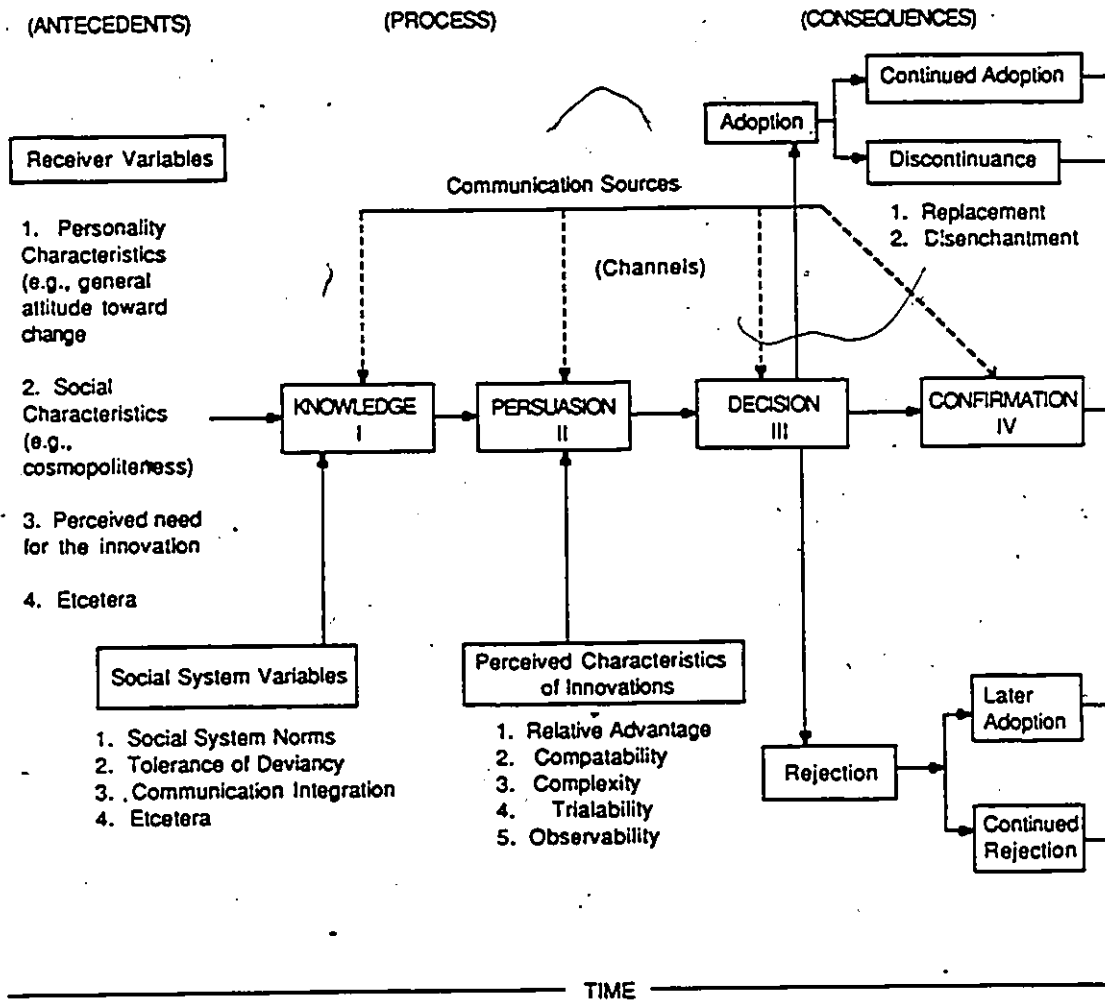 (ANTECEDENTS)
(PROCESS)
(CONSEQUENCES)
Receiver Variables
1. Personality
Characteristics
(e.g., general
attitude toward
change
2. Social
Characteristics
(e.g.,
cosmopoliteness)
3. Perceived need
for the innovation
4. Etcetera
Communication Sources
(Channels)
KNOWLEDGE
I
PERSUASION
II
DECISION
III
CONFIRMATION
IV
Adoption
Continued Adoption
Discontinuance
1. Replacement
2. Disenchantment
Social System Variables
1. Social System Norms
2. Tolerance of Deviancy
3. Communication Integration
4. Etcetera
Perceived Characteristics
of Innovations
1. Relative Advantage
2. Compatability
3. Complexity
4. Trialability
5. Observability
Rejection
Later
Adoption
Continued
Rejection
TIME